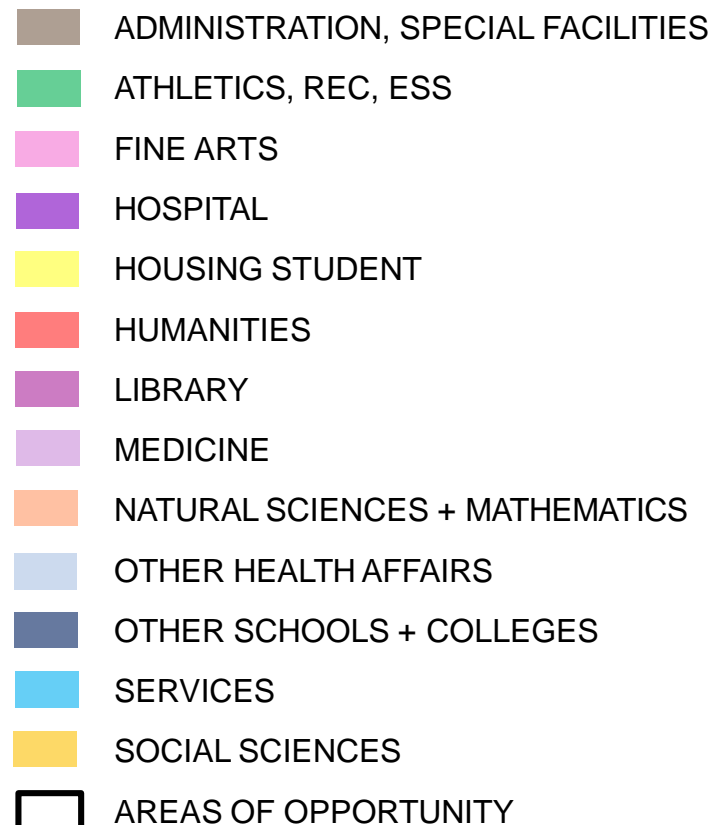 ADMINISTRATION, SPECIAL FACILITIES
ATHLETICS, REC, ESS
FINE ARTS
HOSPITAL
HOUSING STUDENT
HUMANITIES
LIBRARY
MEDICINE
NATURAL SCIENCES + MATHEMATICS
OTHER HEALTH AFFAIRS
OTHER SCHOOLS + COLLEGES
SERVICES
SOCIAL SCIENCES
AREAS OF OPPORTUNITY